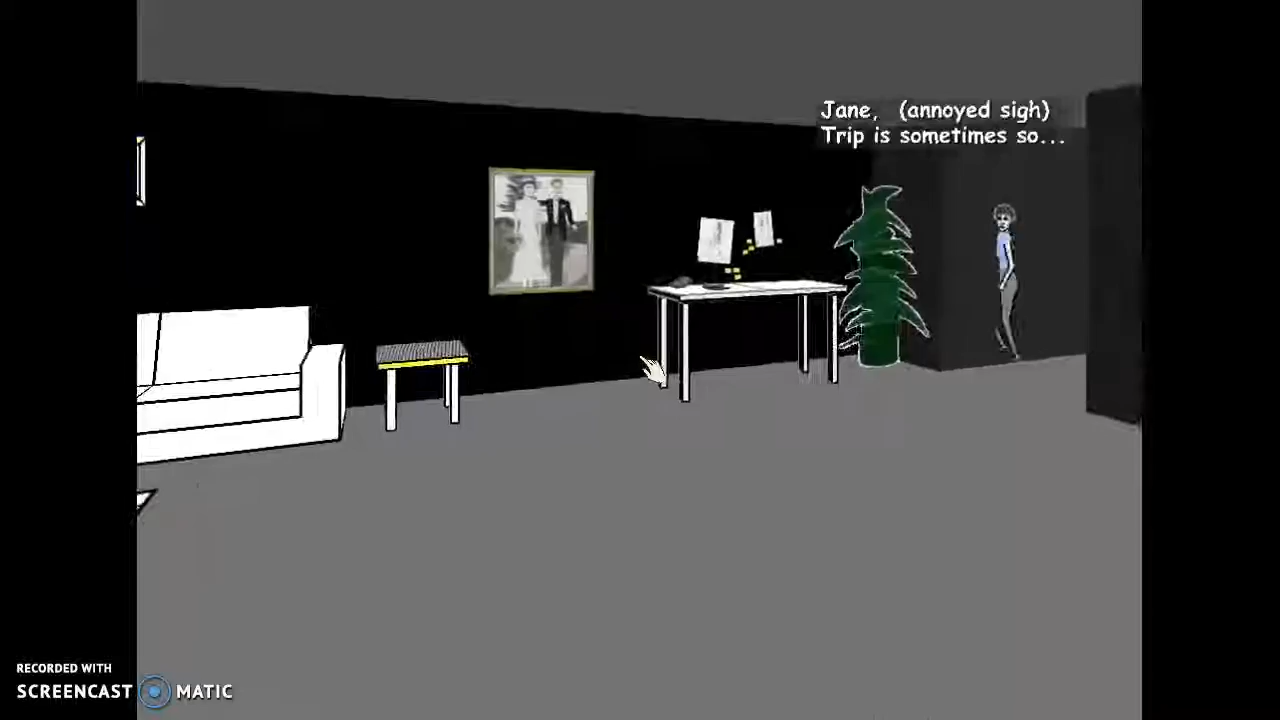 Jane, (annoyed sigh)
Trip is sometimes so...
RECORDED WITH
SCREENCAST MATIC